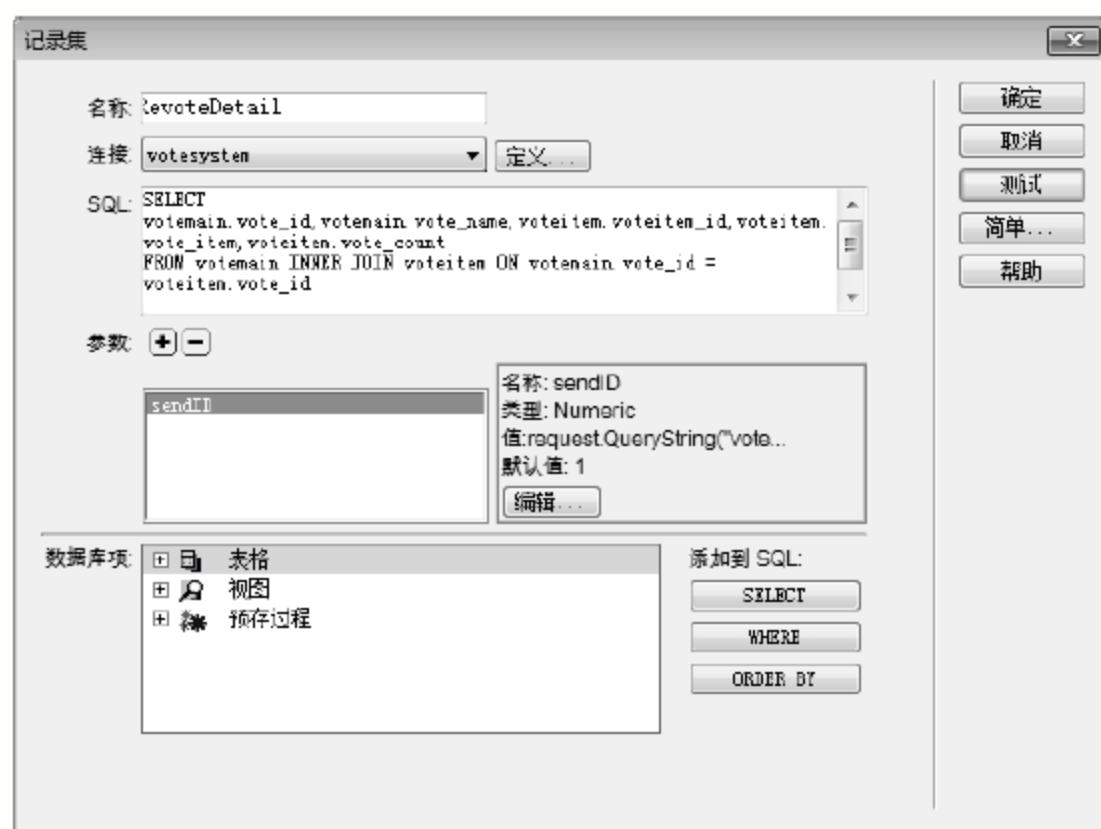 记录集
确定
名称: RevoteDetail
取消
连接: votesystem 定义...
测试
SQL: SELECT
votemain.vote_id,votemain.vote_name,voteitem.voteitem_id,voteitem.
vote_item,voteitem.vote_count
FROM votemain INNER JOIN voteitem ON votemain.vote_id =
voteitem.vote_id
简单...
帮助
参数:
sendID
名称: sendID
类型: Numeric
值:request.QueryString("vote...
默认值: 1
编辑...
数据库项:
表格
视图
预存过程
添加到 SQL:
SELECT
WHERE
ORDER BY